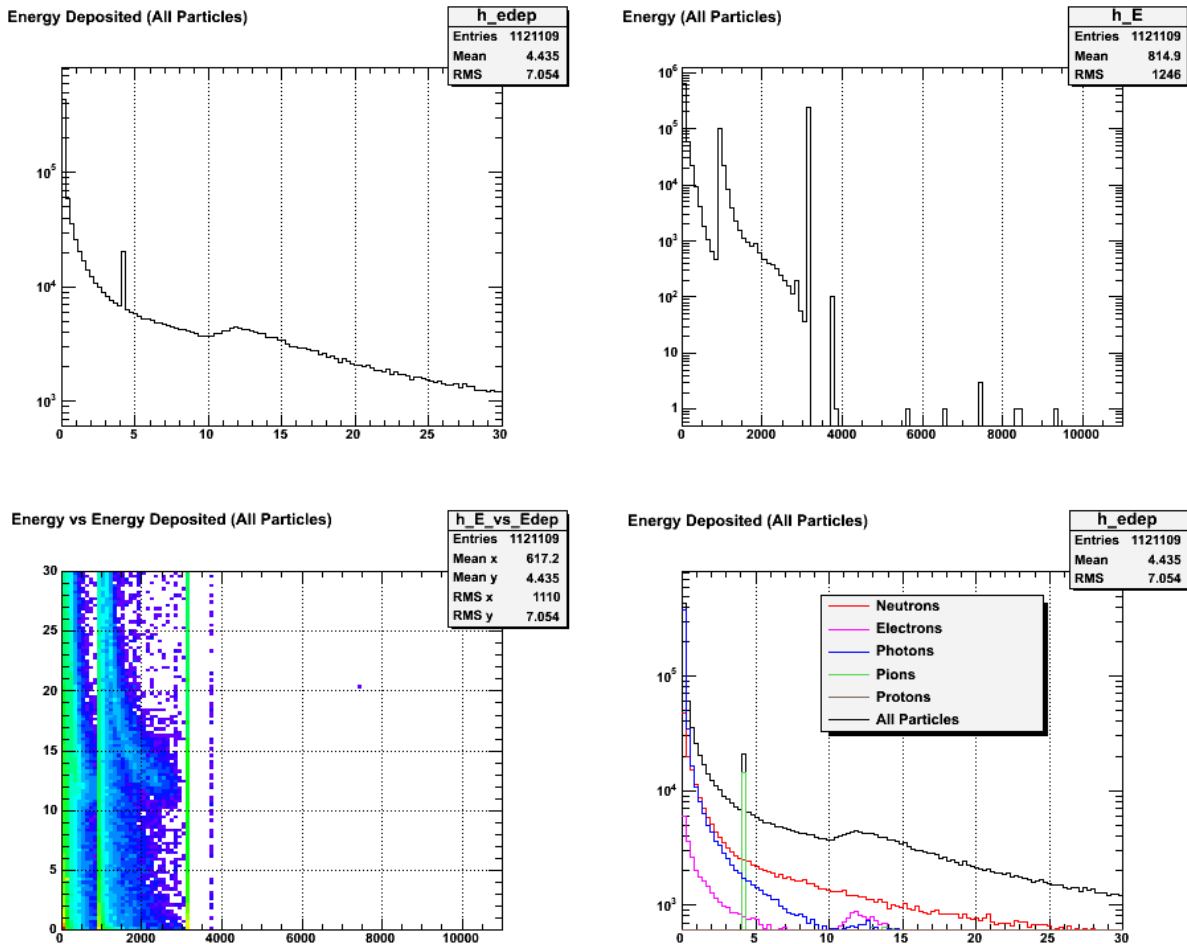 Energy Deposited (All Particles)
h_edep
Entries 1121109
Mean 4.435
RMS 7.054
10^5
10^4
10^3
0 5 10 15 20 25 30
Energy (All Particles)
h_E
Entries 1121109
Mean 814.9
RMS 1246
10^6
10^5
10^4
10^3
10^2
10
1
0 2000 4000 6000 8000 10000
Energy vs Energy Deposited (All Particles)
h_E_vs_Edep
Entries 1121109
Mean x 617.2
Mean y 4.435
RMS x 1110
RMS y 7.054
30
25
20
15
10
5
0
0 2000 4000 6000 8000 10000
Energy Deposited (All Particles)
h_edep
Entries 1121109
Mean 4.435
RMS 7.054
Neutrons
Electrons
Photons
Pions
Protons
All Particles
10^5
10^4
10^3
0 5 10 15 20 25 30